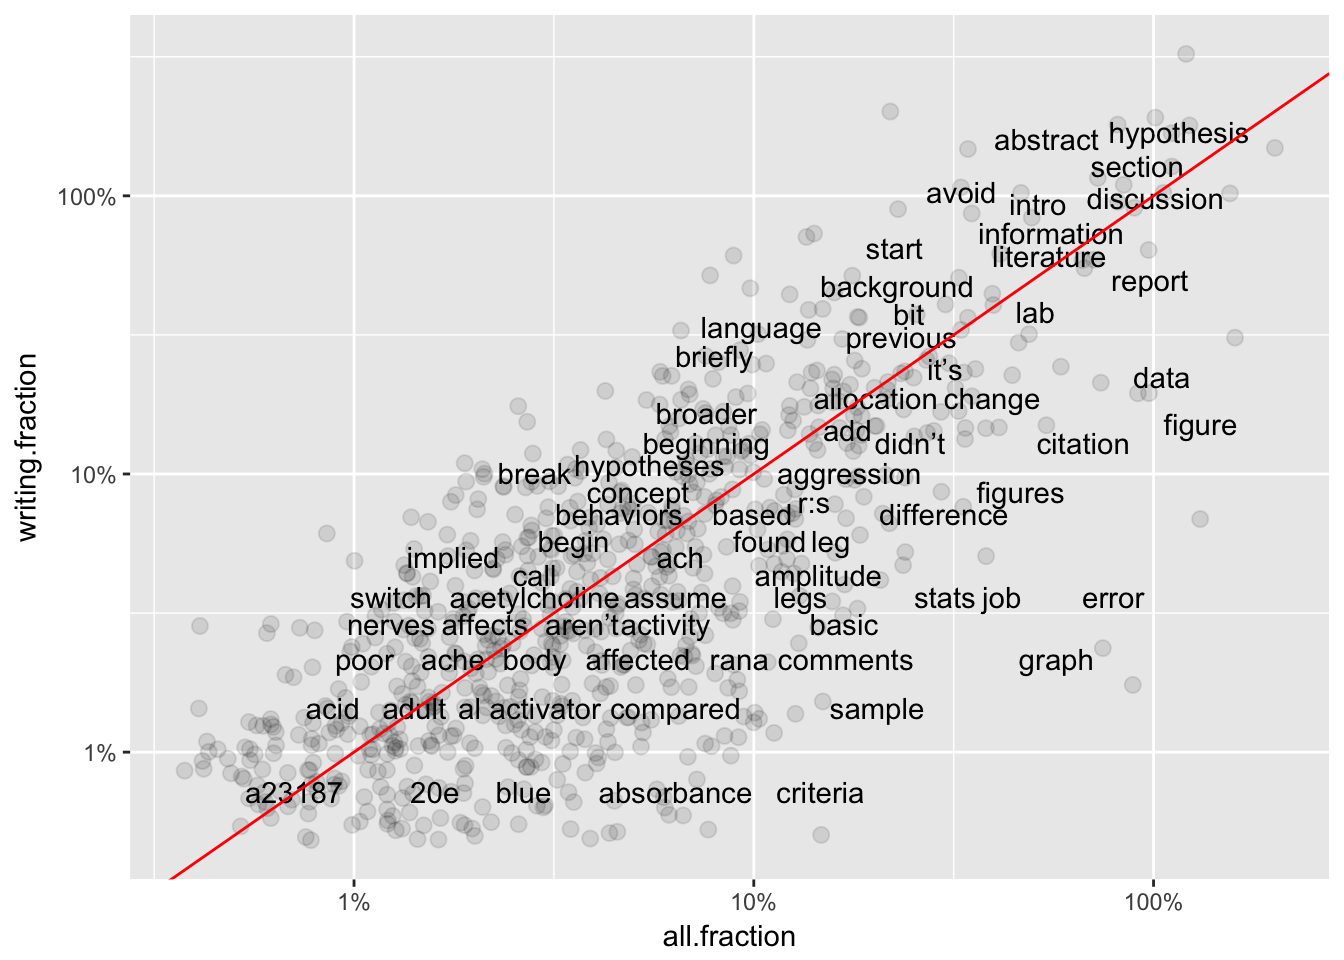 hypothesis
abstract
section
avoid
discussion
intro
information
start
literature
report
background
bit
lab
language
previous
briefly
it’s
data
allocation change
broader
figure
add
beginning
didn’t
citation
hypotheses
break
aggression
concept
figures
r:s
behaviors
based
difference
begin
found leg
implied
ach
call
amplitude
switch acetylcholine assume legs stats job error
nerves affects aren’t activity basic
poor ache body affected rana comments graph
acid adult al activator compared sample
a23187 20e blue absorbance criteria
100%
10%
1%
writing.fraction
1% 10% 100%
all.fraction